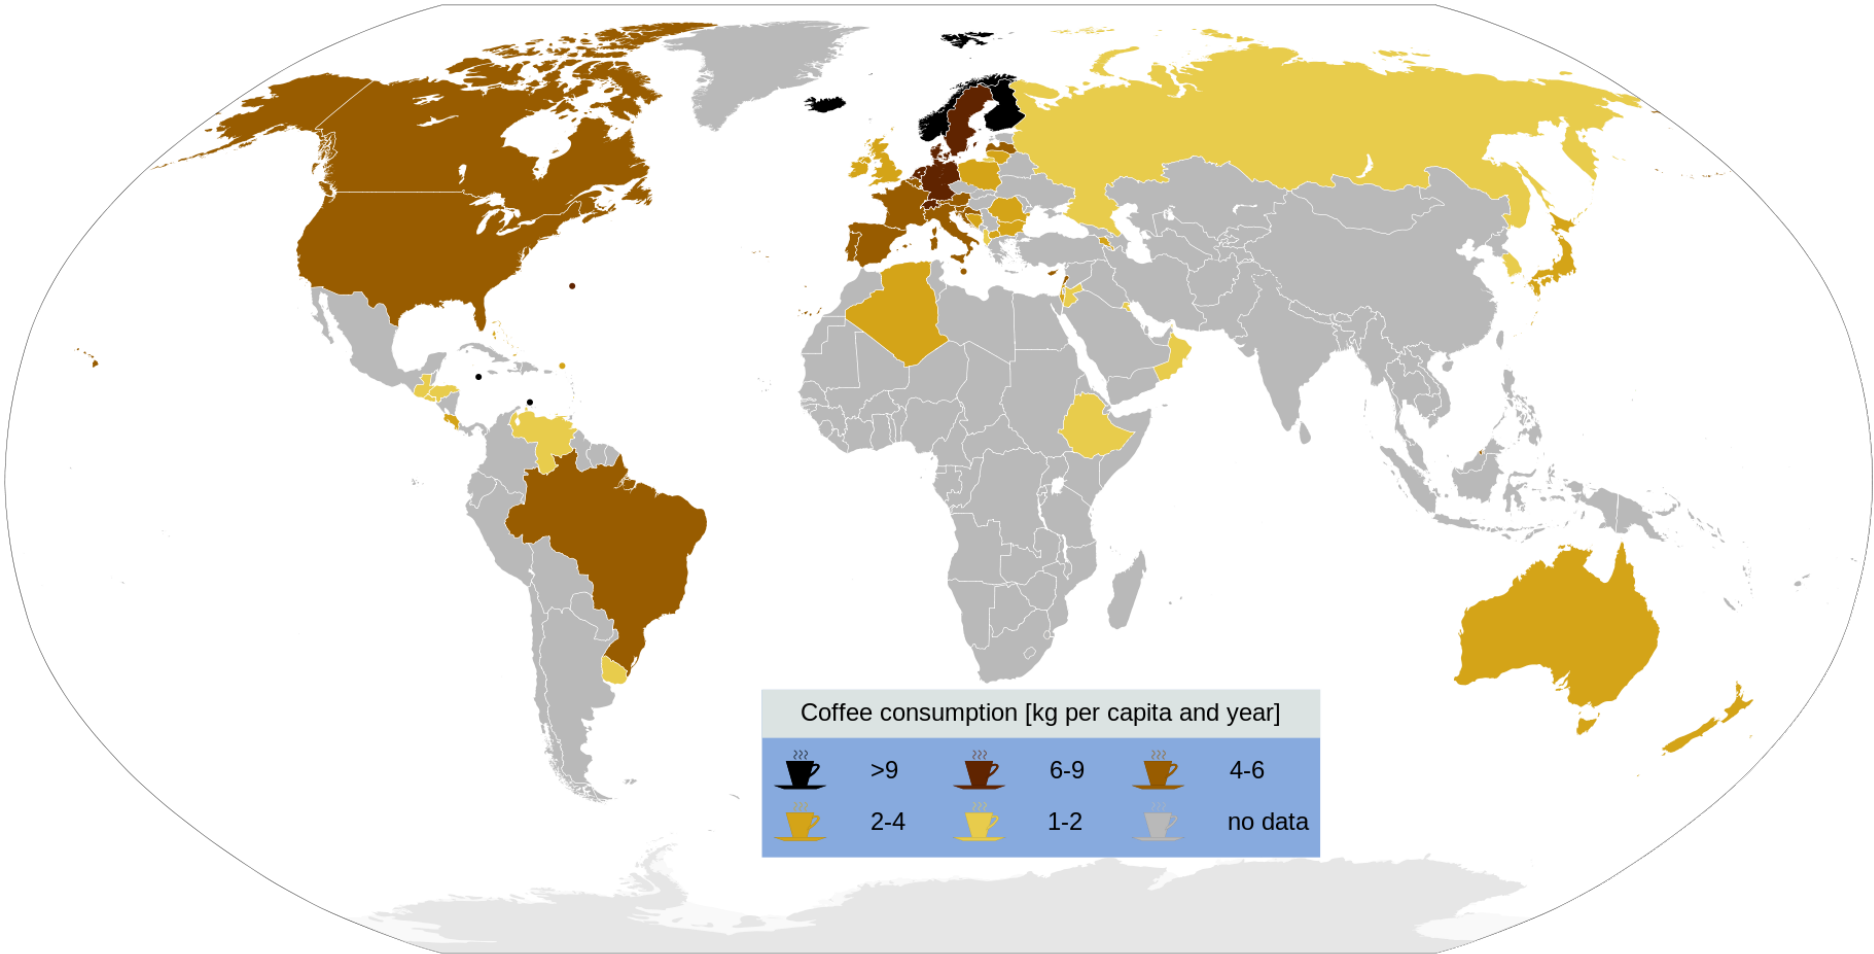 Coffee consumption [kg per capita and year]
>9 6-9 4-6
2-4 1-2 no data